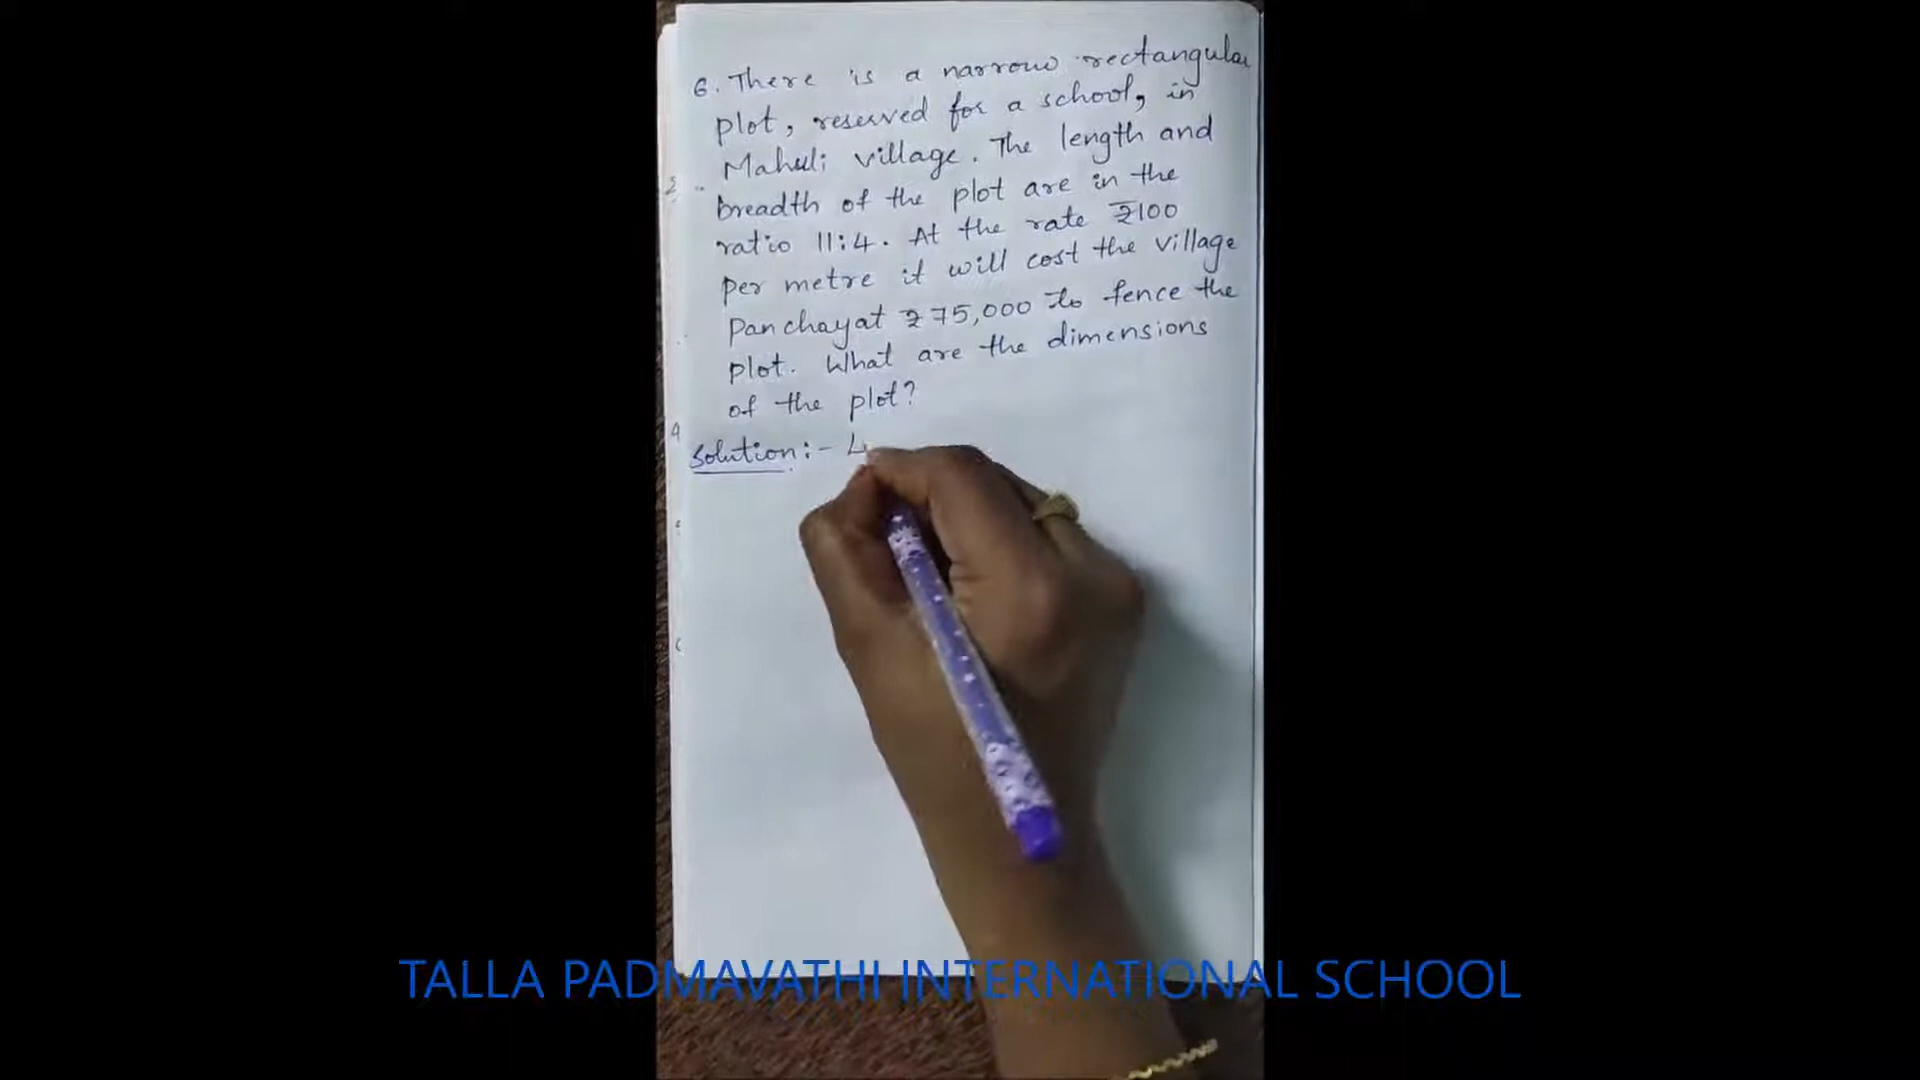 6. There is a narrow rectangular
plot, reserved for a school, in
Mahuli village. The length and
breadth of the plot are in the
ratio 11:4. At the rate ₹100
per metre it will cost the village
panchayat ₹75,000 to fence the
plot. What are the dimensions
of the plot?
Solution:-
TALLA PADMAVATHI INTERNATIONAL SCHOOL